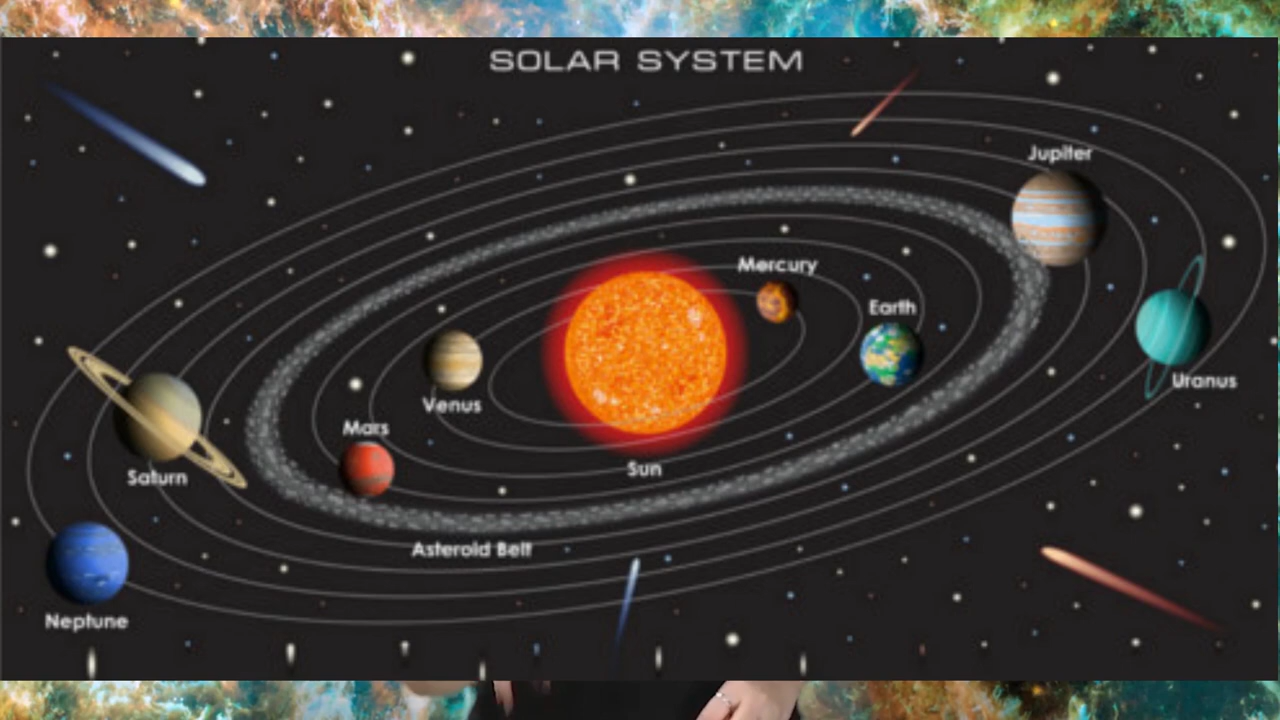 SOLAR SYSTEM
Jupiter
Mercury
Earth
Uranus
Venus
Mars
Sun
Saturn
Asteroid Belt
Neptune